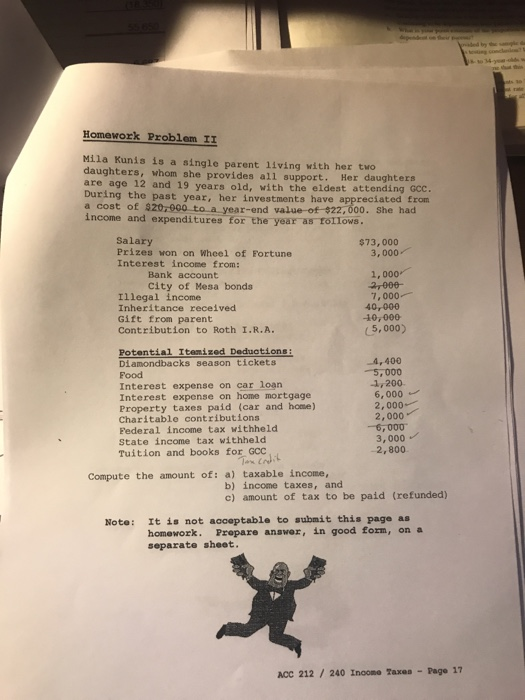 Homework Problem II
Mila Kunis is a single parent living with her two
daughters, whom she provides all support. Her daughters
are age 12 and 19 years old, with the eldest attending GCC.
During the past year, her investments have appreciated from
a cost of $20,000 to a year-end value of $22,000. She had
income and expenditures for the year as follows.
Salary $73,000
Prizes won on Wheel of Fortune 3,000
Interest income from:
Bank account 1,000
City of Mesa bonds 2,000
Illegal income 7,000
Inheritance received 40,000
Gift from parent 10,000
Contribution to Roth I.R.A. (5,000)
Potential Itemized Deductions:
Diamondbacks season tickets 4,400
Food 5,000
Interest expense on car loan 1,200
Interest expense on home mortgage 6,000
Property taxes paid (car and home) 2,000
Charitable contributions 2,000
Federal income tax withheld 6,000
State income tax withheld 3,000
Tuition and books for GCC 2,800
Tax Credit
Compute the amount of: a) taxable income,
b) income taxes, and
c) amount of tax to be paid (refunded)
Note: It is not acceptable to submit this page as
homework. Prepare answer, in good form, on a
separate sheet.
ACC 212 / 240 Income Taxes - Page 17